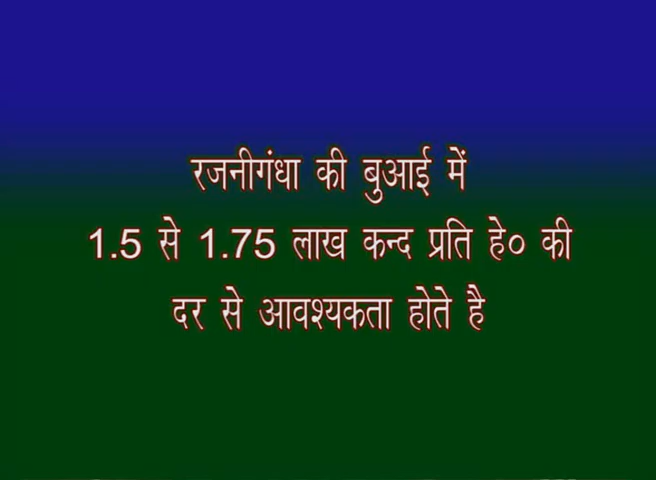 रजनीगंधा की बुआई में
1.5 से 1.75 लाख कन्द प्रति हे० की
दर से आवश्यकता होते है